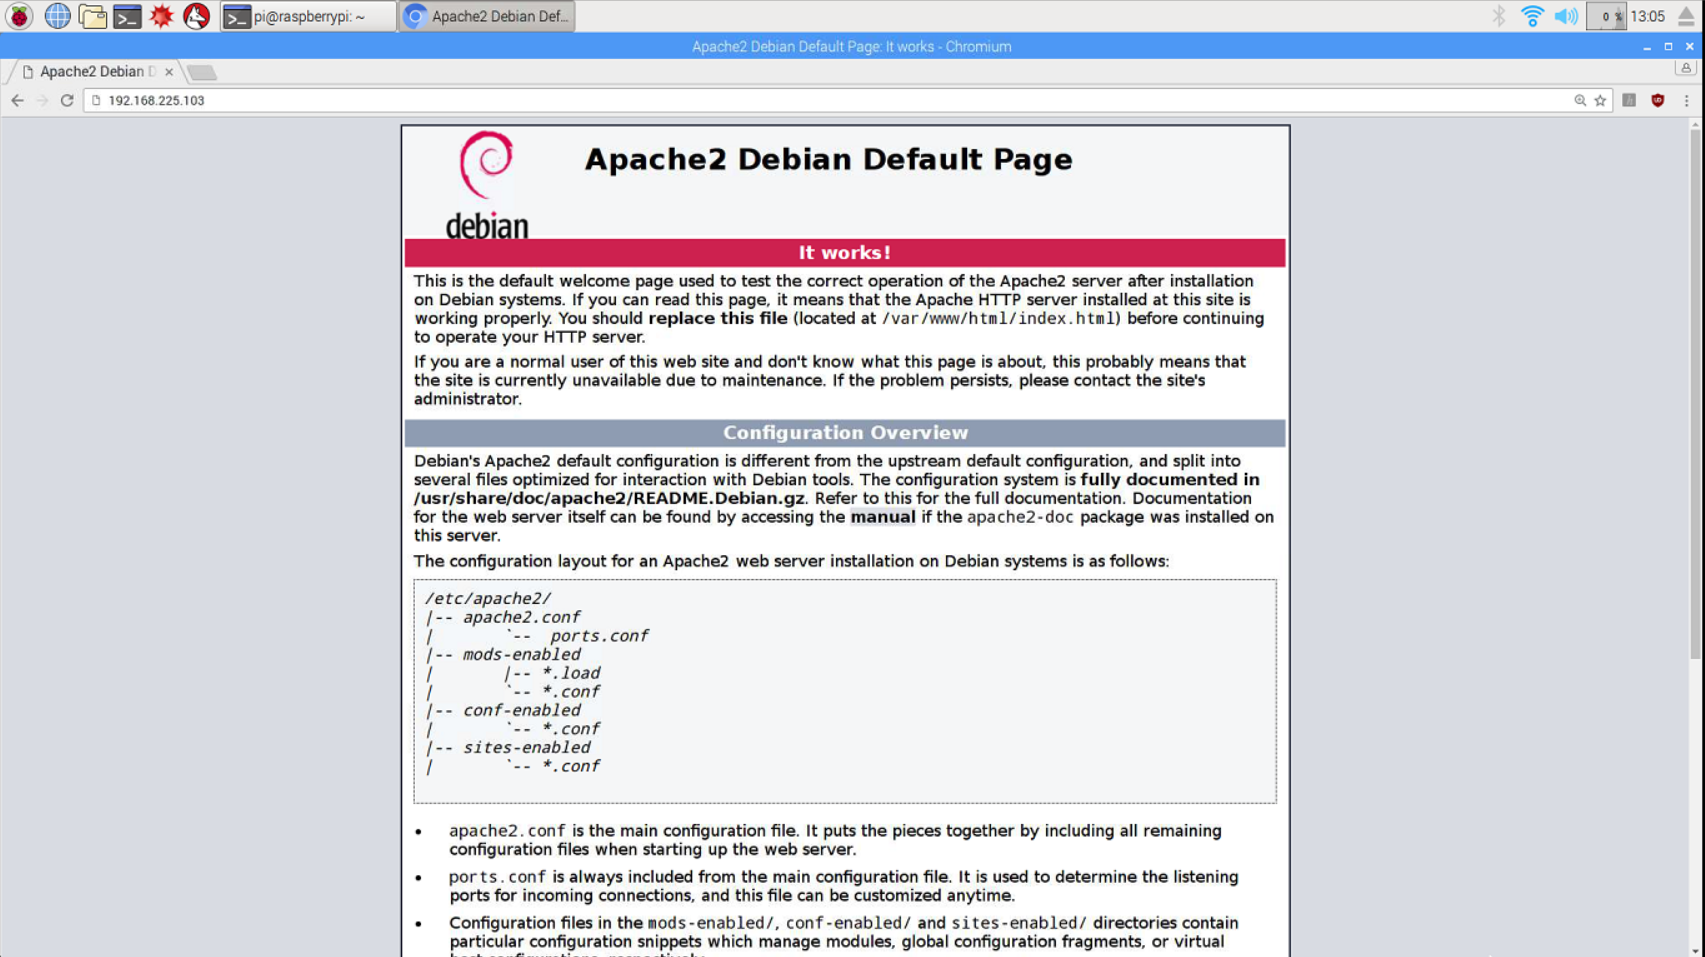 pi@raspberrypi: ~
Apache2 Debian Def...
0 %
13:05
Apache2 Debian Default Page: It works - Chromium
Apache2 Debian D
192.168.225.103
debian
Apache2 Debian Default Page
It works!
This is the default welcome page used to test the correct operation of the Apache2 server after installation
on Debian systems. If you can read this page, it means that the Apache HTTP server installed at this site is
working properly. You should replace this file (located at /var/www/html/index.html) before continuing
to operate your HTTP server.
If you are a normal user of this web site and don't know what this page is about, this probably means that
the site is currently unavailable due to maintenance. If the problem persists, please contact the site's
administrator.
Configuration Overview
Debian's Apache2 default configuration is different from the upstream default configuration, and split into
several files optimized for interaction with Debian tools. The configuration system is fully documented in
/usr/share/doc/apache2/README.Debian.gz. Refer to this for the full documentation. Documentation
for the web server itself can be found by accessing the manual if the apache2-doc package was installed on
this server.
The configuration layout for an Apache2 web server installation on Debian systems is as follows:
/etc/apache2/
|-- apache2.conf
|       `--  ports.conf
|-- mods-enabled
|       |-- *.load
|       `-- *.conf
|-- conf-enabled
|       `-- *.conf
|-- sites-enabled
|       `-- *.conf
• apache2.conf is the main configuration file. It puts the pieces together by including all remaining
configuration files when starting up the web server.
• ports.conf is always included from the main configuration file. It is used to determine the listening
ports for incoming connections, and this file can be customized anytime.
• Configuration files in the mods-enabled/, conf-enabled/ and sites-enabled/ directories contain
particular configuration snippets which manage modules, global configuration fragments, or virtual
host configurations, respectively.